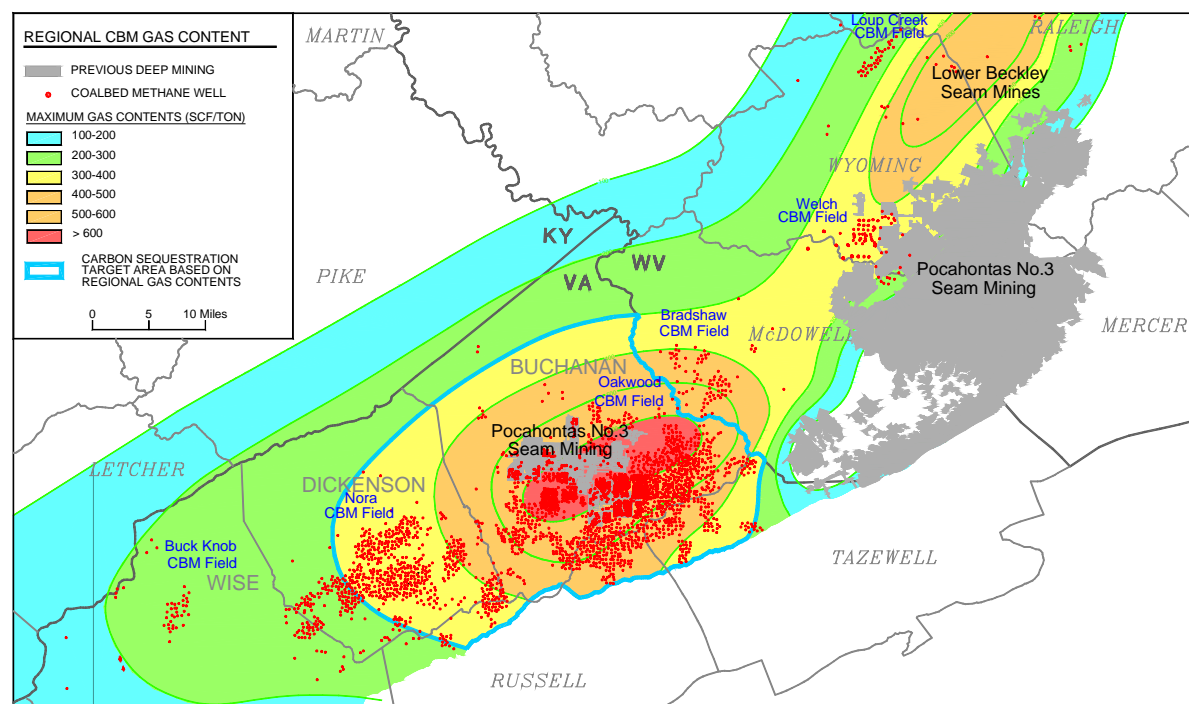 REGIONAL CBM GAS CONTENT
PREVIOUS DEEP MINING
COALBED METHANE WELL
MAXIMUM GAS CONTENTS (SCF/TON)
100-200
200-300
300-400
400-500
500-600
> 600
CARBON SEQUESTRATION
TARGET AREA BASED ON
REGIONAL GAS CONTENTS
0 5 10 Miles
MARTIN
Loup Creek
CBM Field
RALEIGH
Lower Beckley
Seam Mines
WYOMING
Welch
CBM Field
KY
WV
VA
PIKE
Pocahontas No.3
Seam Mining
Bradshaw
CBM Field
McDOWELL
MERCER
BUCHANAN
Oakwood
CBM Field
Pocahontas No.3
Seam Mining
LETCHER
DICKENSON
Nora
CBM Field
Buck Knob
CBM Field
WISE
TAZEWELL
RUSSELL